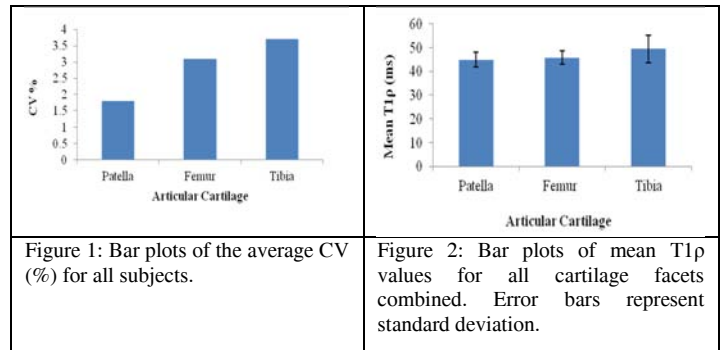 4
3.5
3
2.5
2
1.5
1
0.5
0
CV %
Patella Femur Tibia
Articular Cartilage
60
50
40
30
20
10
0
Mean T1ρ (ms)
Patella Femur Tibia
Articular Cartilage
Figure 1: Bar plots of the average CV
(%) for all subjects.
Figure 2: Bar plots of mean T1ρ
values for all cartilage facets
combined. Error bars represent
standard deviation.